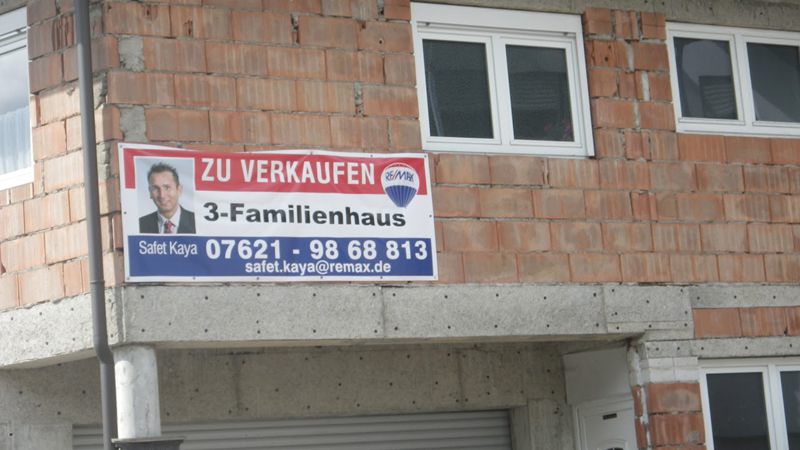 ZU VERKAUFEN
RE/MAX
3-Familienhaus
Safet Kaya 07621 - 98 68 813
safet.kaya@remax.de